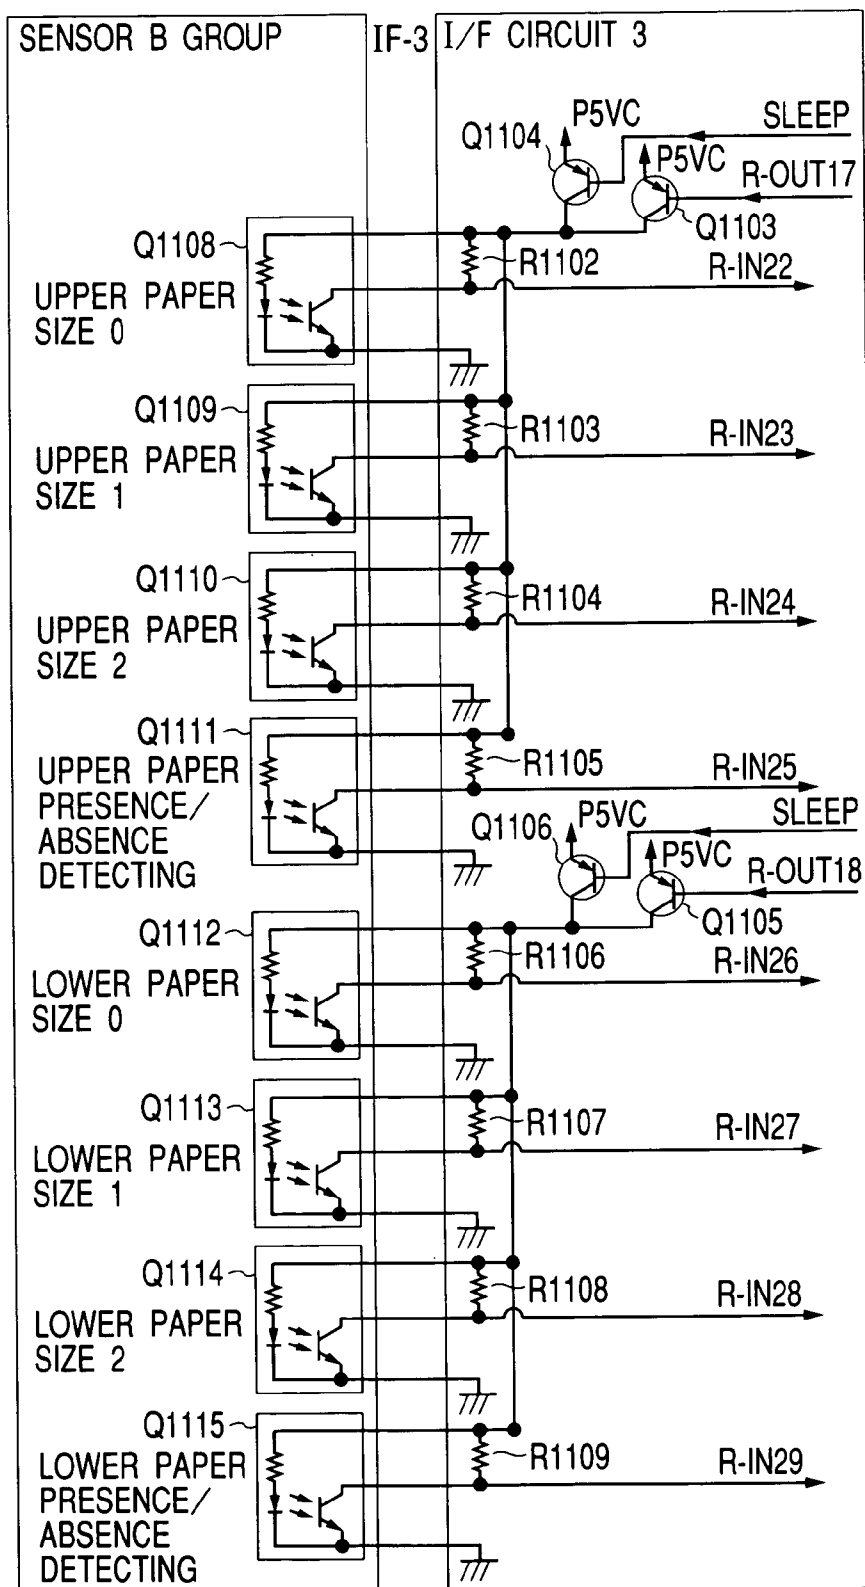 SENSOR B GROUP
IF-3
I/F CIRCUIT 3
P5VC
SLEEP
Q1104
P5VC
R-OUT17
Q1103
Q1108
R1102
R-IN22
UPPER PAPER
SIZE 0
Q1109
R1103
R-IN23
UPPER PAPER
SIZE 1
Q1110
R1104
R-IN24
UPPER PAPER
SIZE 2
Q1111
R1105
R-IN25
UPPER PAPER
PRESENCE/
ABSENCE
DETECTING
P5VC
SLEEP
Q1106
P5VC
R-OUT18
Q1105
Q1112
R1106
R-IN26
LOWER PAPER
SIZE 0
Q1113
R1107
R-IN27
LOWER PAPER
SIZE 1
Q1114
R1108
R-IN28
LOWER PAPER
SIZE 2
Q1115
R1109
R-IN29
LOWER PAPER
PRESENCE/
ABSENCE
DETECTING